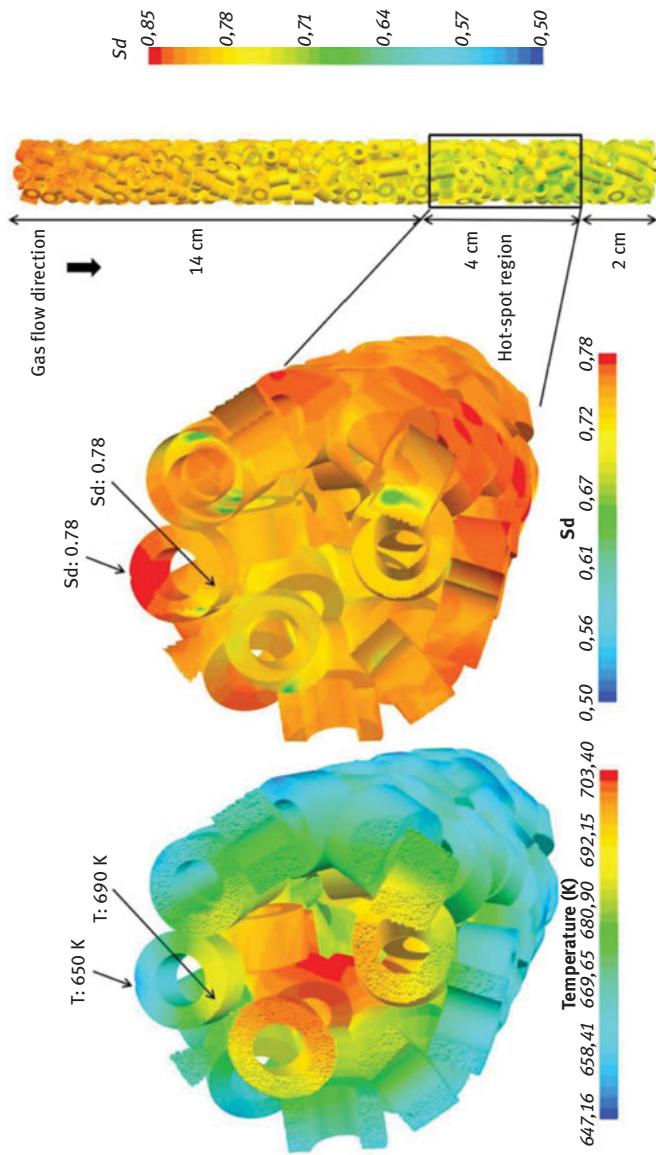 T: 650 K
T: 690 K
Temperature (K)
647,16 658,41 669,65 680,90 692,15 703,40
Sd: 0.78
Sd: 0.78
Sd
0,50 0,56 0,61 0,67 0,72 0,78
Gas flow direction
14 cm
4 cm
Hot-spot region
2 cm
Sd
0,85
0,78
0,71
0,64
0,57
0,50